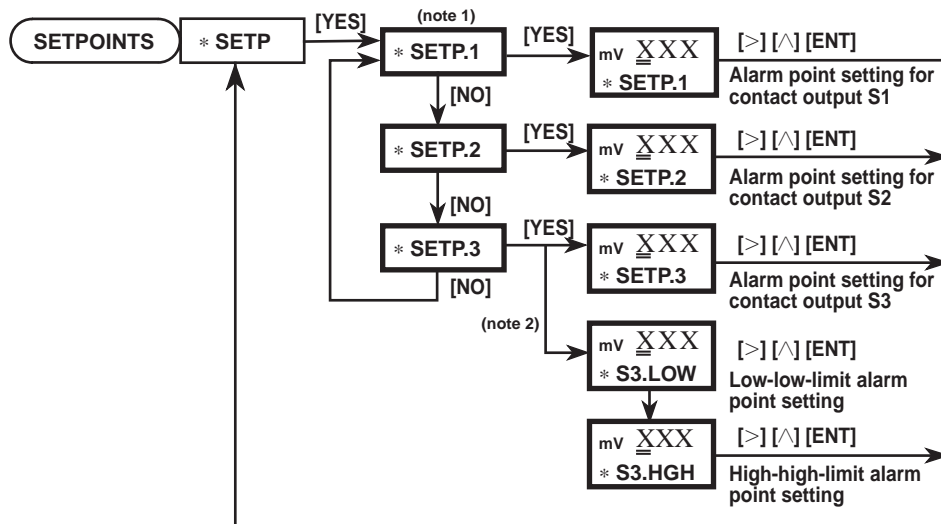 SETPOINTS
* SETP
[YES]
(note 1)
* SETP.1
[YES]
mV XXX
* SETP.1
[>] [∧] [ENT]
Alarm point setting for
contact output S1
[NO]
* SETP.2
[YES]
mV XXX
* SETP.2
[>] [∧] [ENT]
Alarm point setting for
contact output S2
[NO]
* SETP.3
[YES]
mV XXX
* SETP.3
[>] [∧] [ENT]
Alarm point setting for
contact output S3
[NO]
(note 2)
mV XXX
* S3.LOW
[>] [∧] [ENT]
Low-low-limit alarm
point setting
mV XXX
* S3.HGH
[>] [∧] [ENT]
High-high-limit alarm
point setting